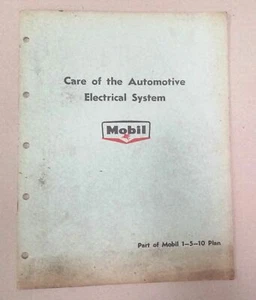 Care of the Automotive
Electrical System
Mobil
Part of Mobil 1-5-10 Plan